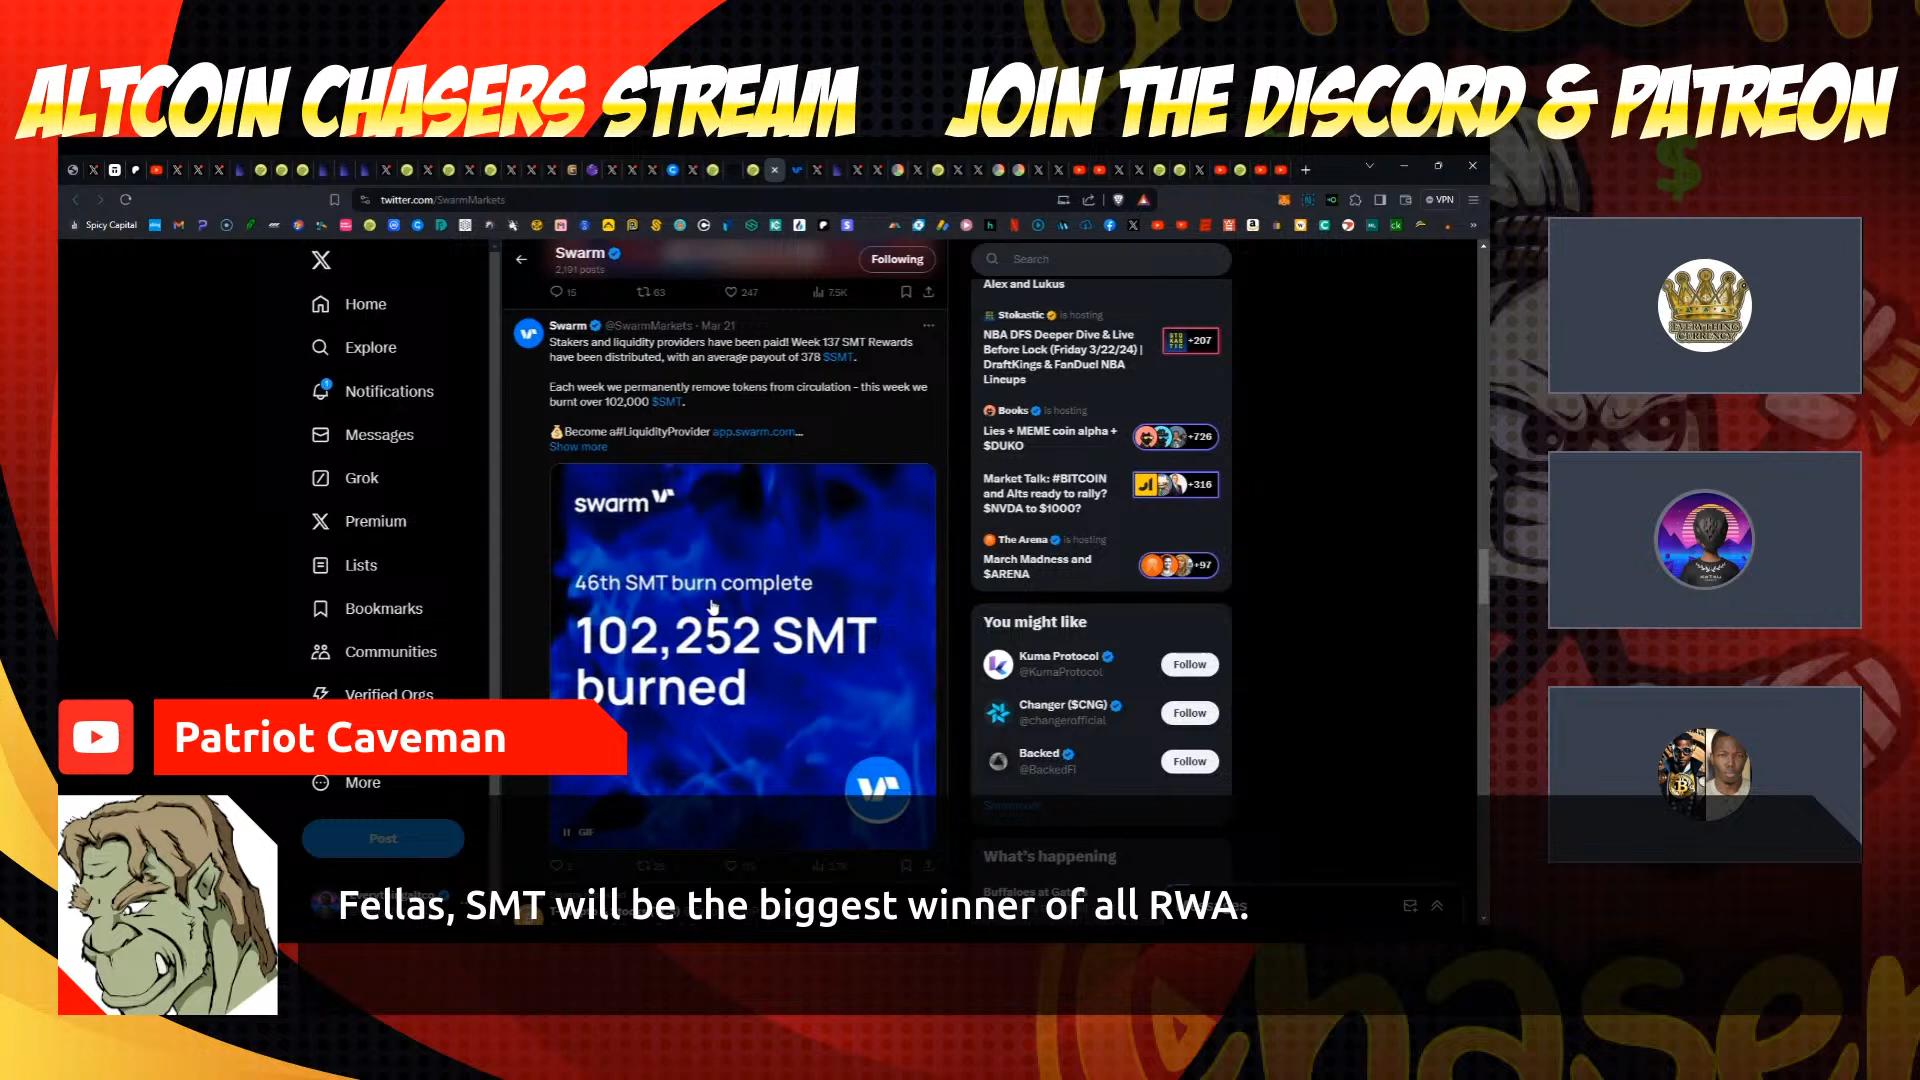 ALTCOIN CHASERS STREAM
JOIN THE DISCORD & PATREON
twitter.com/SwarmMarkets
VPN
Spicy Capital
Swarm
2,191 posts
Following
15
63
247
7.5K
Swarm @SwarmMarkets · Mar 21
Stakers and liquidity providers have been paid! Week 137 SMT Rewards
have been distributed, with an average payout of 378 $SMT.
Each week we permanently remove tokens from circulation - this week we
burnt over 102,000 $SMT.
Become a#LiquidityProvider app.swarm.com...
Show more
swarm
46th SMT burn complete
102,252 SMT
burned
GIF
Home
Explore
Notifications
Messages
Grok
Premium
Lists
Bookmarks
Communities
Verified Orgs
More
Post
Search
Alex and Lukus
Stokastic is hosting
NBA DFS Deeper Dive & Live
Before Lock (Friday 3/22/24) |
DraftKings & FanDuel NBA
Lineups
+207
Books is hosting
Lies + MEME coin alpha +
$DUKO
+726
Market Talk: #BITCOIN
and Alts ready to rally?
$NVDA to $1000?
+316
The Arena is hosting
March Madness and
$ARENA
+97
You might like
Kuma Protocol
@KumaProtocol
Follow
Changer ($CNG)
@changerofficial
Follow
Backed
@BackedFi
Follow
Show more
What's happening
Buffaloes at Gators
EVERYTHING
CURRENCY
Patriot Caveman
Fellas, SMT will be the biggest winner of all RWA.